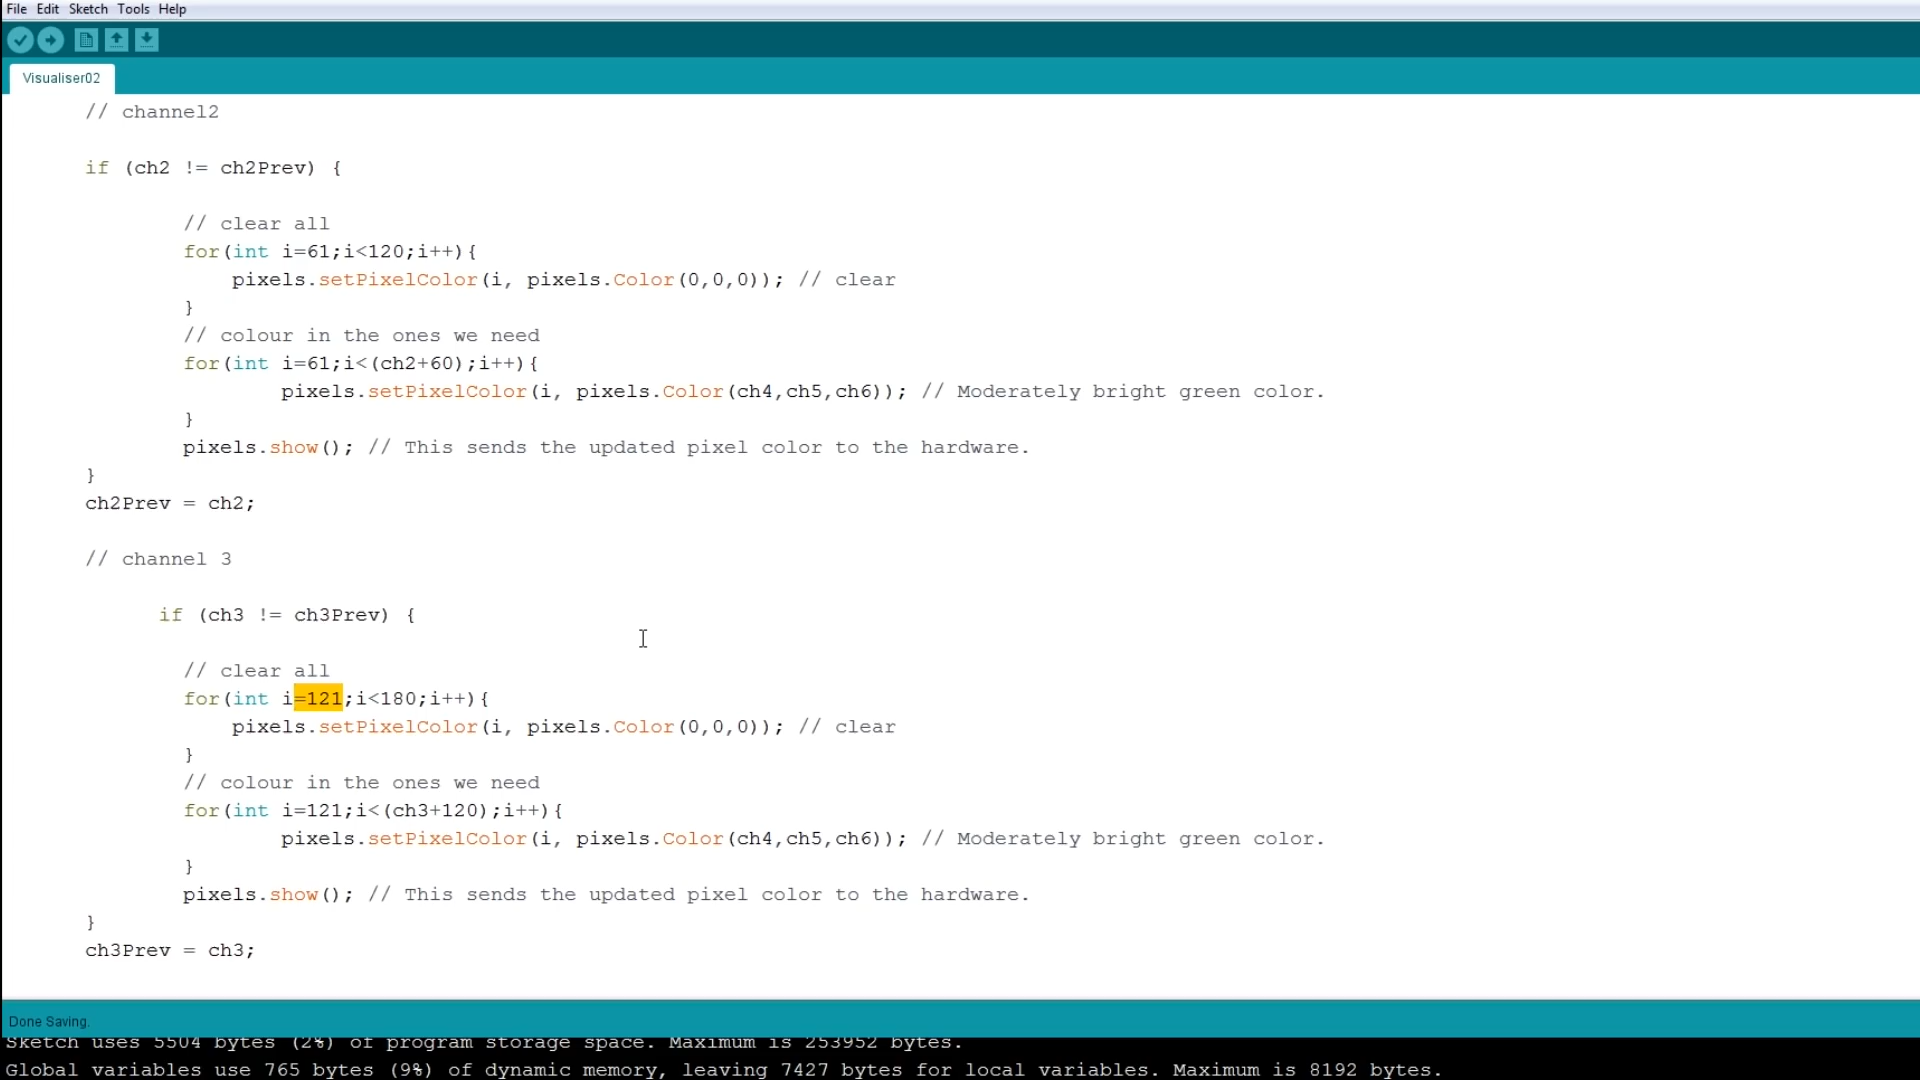 File Edit Sketch Tools Help
Visualiser02
// channel2
if (ch2 != ch2Prev) {
// clear all
for(int i=61;i<120;i++){
pixels.setPixelColor(i, pixels.Color(0,0,0)); // clear
}
// colour in the ones we need
for(int i=61;i<(ch2+60);i++){
pixels.setPixelColor(i, pixels.Color(ch4,ch5,ch6)); // Moderately bright green color.
}
pixels.show(); // This sends the updated pixel color to the hardware.
}
ch2Prev = ch2;
// channel 3
if (ch3 != ch3Prev) {
// clear all
for(int i=121;i<180;i++){
pixels.setPixelColor(i, pixels.Color(0,0,0)); // clear
}
// colour in the ones we need
for(int i=121;i<(ch3+120);i++){
pixels.setPixelColor(i, pixels.Color(ch4,ch5,ch6)); // Moderately bright green color.
}
pixels.show(); // This sends the updated pixel color to the hardware.
}
ch3Prev = ch3;
Done Saving.
Sketch uses 5504 bytes (2%) of program storage space. Maximum is 253952 bytes.
Global variables use 765 bytes (9%) of dynamic memory, leaving 7427 bytes for local variables. Maximum is 8192 bytes.